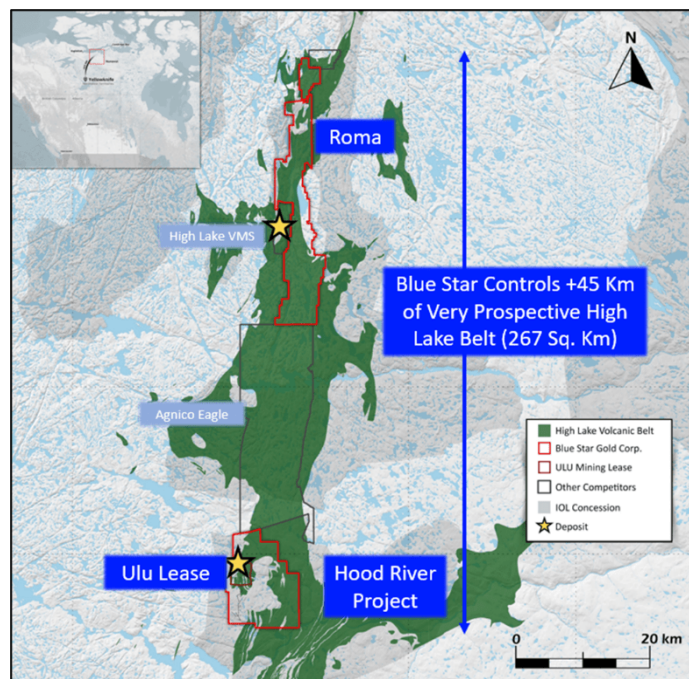 N
Roma
High Lake VMS
Blue Star Controls +45 Km
of Very Prospective High
Lake Belt (267 Sq. Km)
Agnico Eagle
High Lake Volcanic Belt
Blue Star Gold Corp.
ULU Mining Lease
Other Competitors
IOL Concession
Deposit
Ulu Lease
Hood River
Project
0
20 km